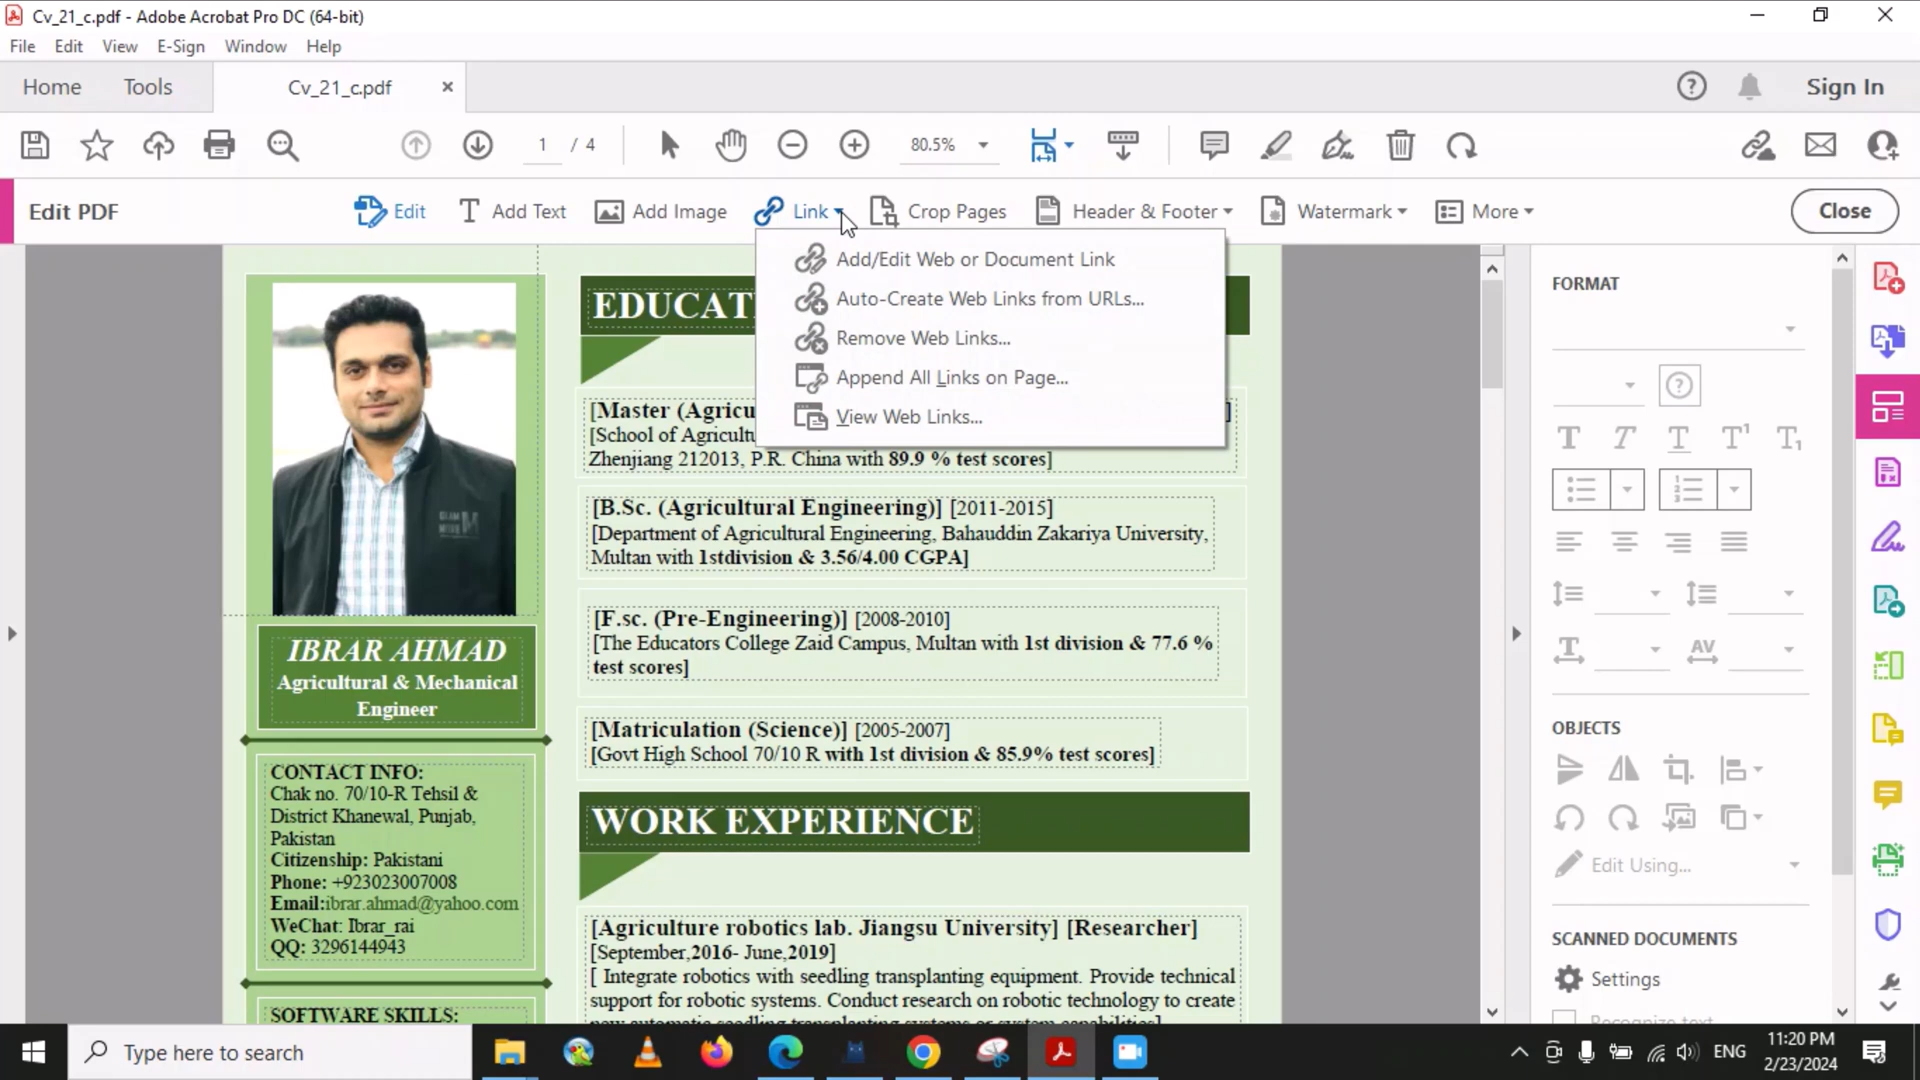 Cv_21_c.pdf - Adobe Acrobat Pro DC (64-bit)
File Edit View E-Sign Window Help
Home Tools Cv_21_c.pdf × Sign In
1 / 4 80.5%
Edit PDF Edit Add Text Add Image Link Crop Pages Header & Footer Watermark More Close
Add/Edit Web or Document Link
Auto-Create Web Links from URLs...
Remove Web Links...
Append All Links on Page...
View Web Links...
IBRAR AHMAD
Agricultural & Mechanical
Engineer
CONTACT INFO:
Chak no. 70/10-R Tehsil &
District Khanewal, Punjab,
Pakistan
Citizenship: Pakistani
Phone: +923023007008
Email:ibrar.ahmad@yahoo.com
WeChat: Ibrar_rai
QQ: 3296144943
SOFTWARE SKILLS:
EDUCAT
[Master (Agricu ]
[School of Agricultu
Zhenjiang 212013, P.R. China with 89.9 % test scores]
[B.Sc. (Agricultural Engineering)] [2011-2015]
[Department of Agricultural Engineering, Bahauddin Zakariya University,
Multan with 1stdivision & 3.56/4.00 CGPA]
[F.sc. (Pre-Engineering)] [2008-2010]
[The Educators College Zaid Campus, Multan with 1st division & 77.6 %
test scores]
[Matriculation (Science)] [2005-2007]
[Govt High School 70/10 R with 1st division & 85.9% test scores]
WORK EXPERIENCE
[Agriculture robotics lab. Jiangsu University] [Researcher]
[September,2016- June,2019]
[ Integrate robotics with seedling transplanting equipment. Provide technical
support for robotic systems. Conduct research on robotic technology to create
new automatic seedling transplanting systems or system capabilities]
FORMAT
OBJECTS
Edit Using...
SCANNED DOCUMENTS
Settings
Recognize text
Type here to search
ENG
11:20 PM
2/23/2024